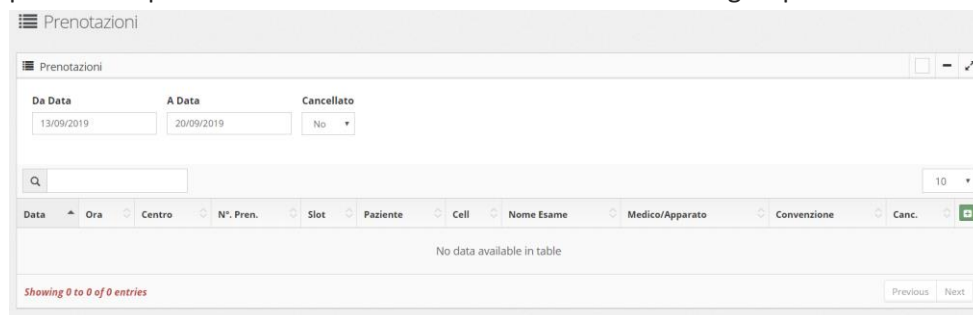 Prenotazioni
Prenotazioni
Da Data A Data Cancellato
13/09/2019 20/09/2019 No
10
Data Ora Centro N°. Pren. Slot Paziente Cell Nome Esame Medico/Apparato Convenzione Canc.
No data available in table
Showing 0 to 0 of 0 entries Previous Next